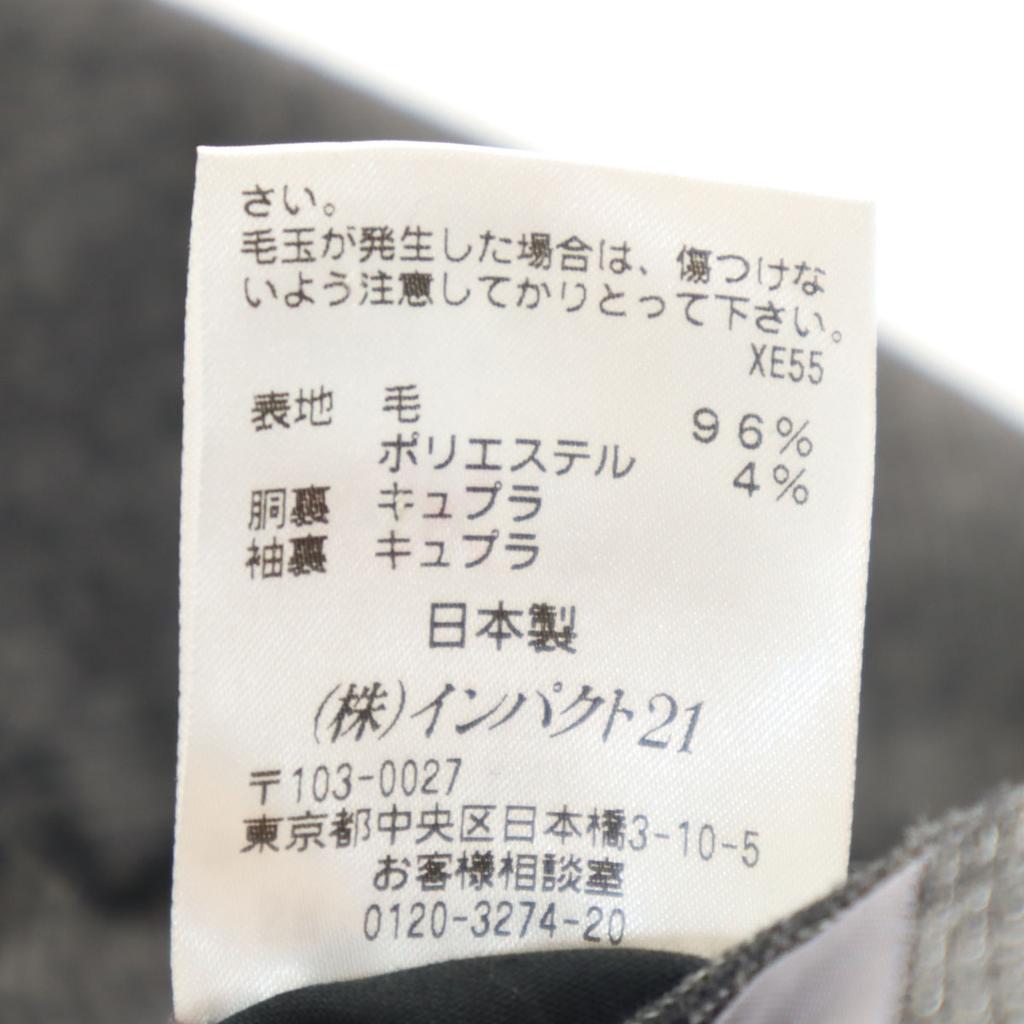 さい。
毛玉が発生した場合は、傷つけな
いよう注意してかりとって下さい。
XE55
表地 毛 96%
ポリエステル 4%
胴裏 キュプラ
袖裏 キュプラ
日本製
(株)インパクト21
〒103-0027
東京都中央区日本橋3-10-5
お客様相談室
0120-3274-20